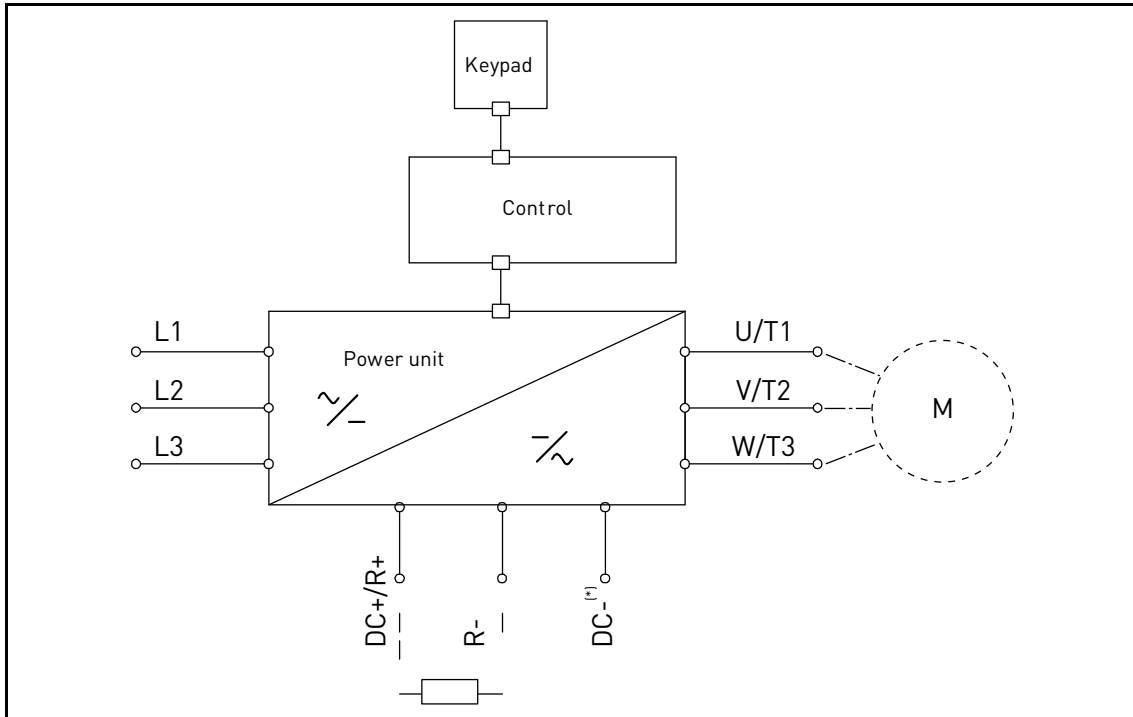 Keypad
Control
L1
L2
L3
Power unit
U/T1
V/T2
W/T3
M
DC+/R+
R-
DC-(*)